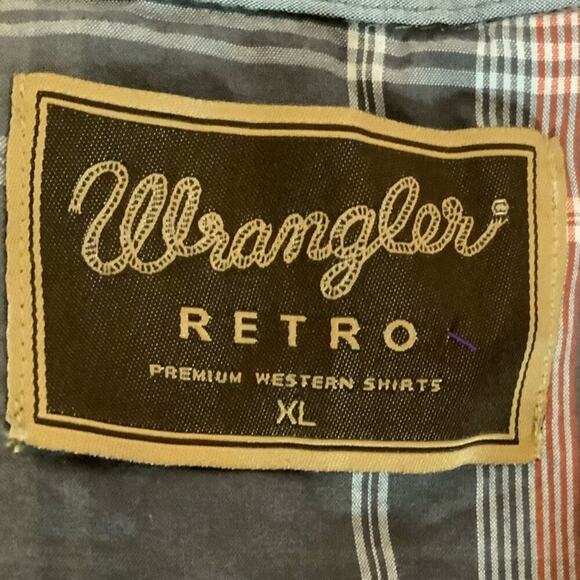 Wrangler®
RETRO
PREMIUM WESTERN SHIRTS
XL